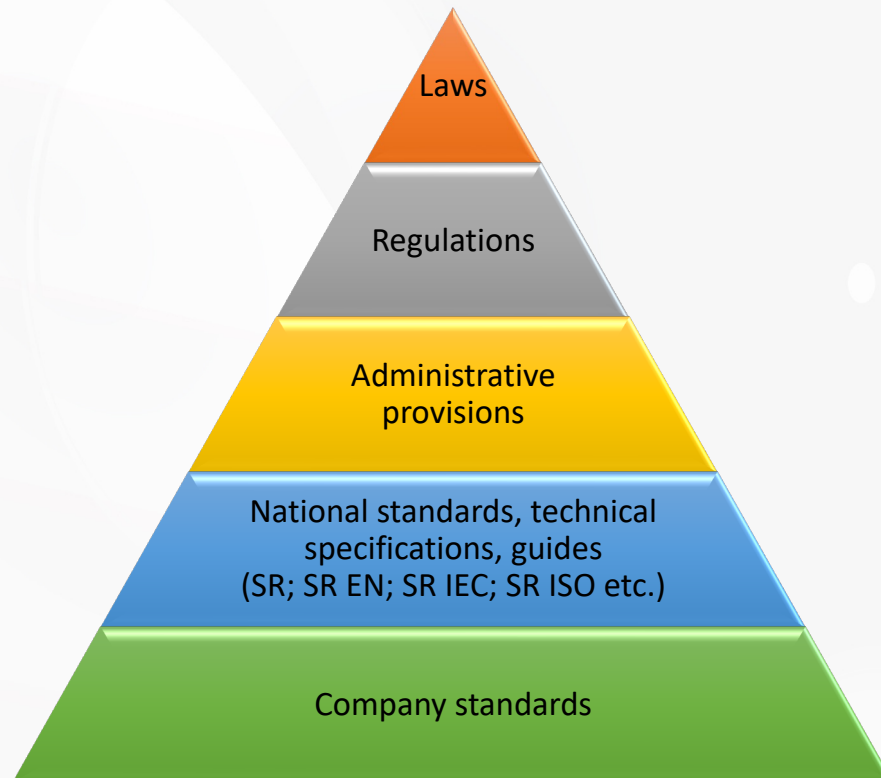 Laws
Regulations
Administrative
provisions
National standards, technical
specifications, guides
(SR; SR EN; SR IEC; SR ISO etc.)
Company standards